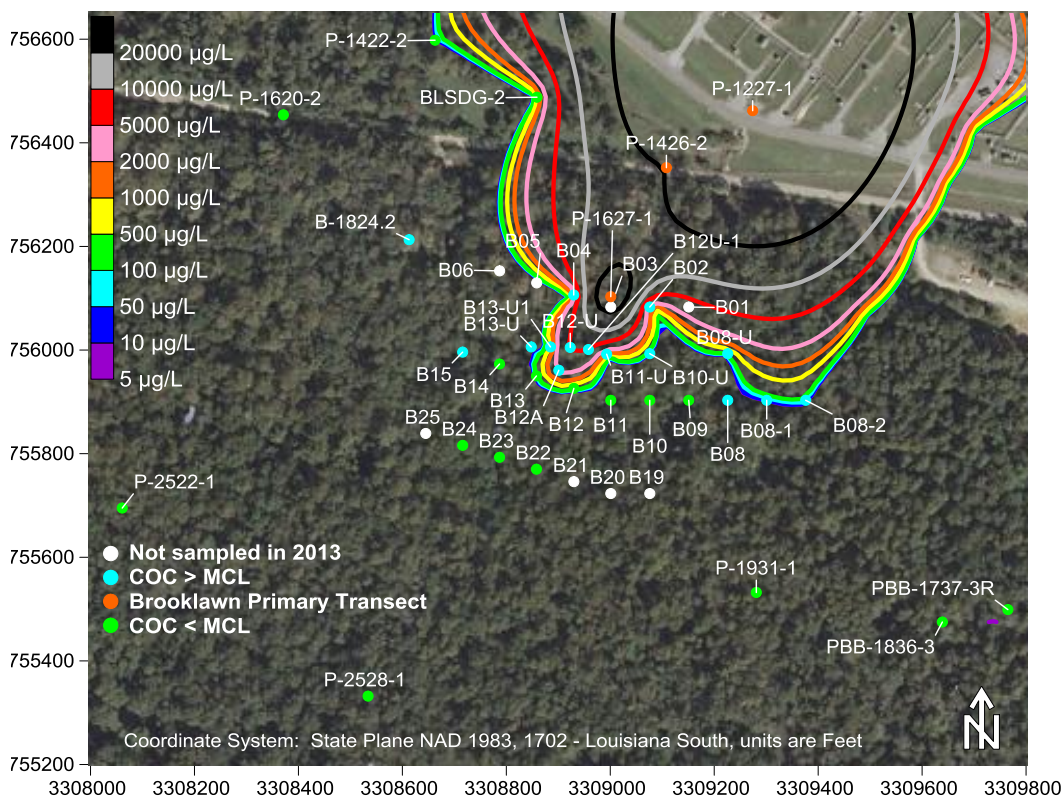 756600
756400
756200
756000
755800
755600
755400
755200
3308000
3308200
3308400
3308600
3308800
3309000
3309200
3309400
3309600
3309800
20000 µg/L
10000 µg/L
5000 µg/L
2000 µg/L
1000 µg/L
500 µg/L
100 µg/L
50 µg/L
10 µg/L
5 µg/L
P-1422-2
BLSDG-2
P-1620-2
P-1227-1
P-1426-2
B-1824.2
P-1627-1
B05
B04
B12U-1
B06
B03
B02
B13-U1
B13-U
B12-U
B01
B08-U
B15
B14
B13
B12A
B12
B11-U
B10-U
B11
B10
B09
B08
B08-1
B08-2
B25
B24
B23
B22
B21
B20
B19
P-2522-1
Not sampled in 2013
COC > MCL
Brooklawn Primary Transect
COC < MCL
P-1931-1
PBB-1737-3R
PBB-1836-3
P-2528-1
N
Coordinate System: State Plane NAD 1983, 1702 - Louisiana South, units are Feet